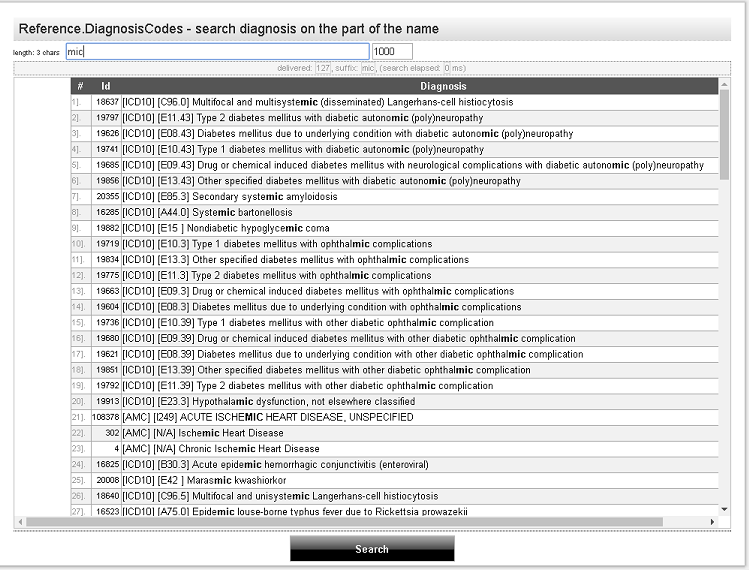 Reference.DiagnosisCodes - search diagnosis on the part of the name
length: 3 chars mic 1000
delivered: 127, suffix: mic, (search elapsed: 0 ms)
# Id Diagnosis
1]. 18637 [ICD10] [C96.0] Multifocal and multisystemic (disseminated) Langerhans-cell histiocytosis
2]. 19797 [ICD10] [E11.43] Type 2 diabetes mellitus with diabetic autonomic (poly)neuropathy
3]. 19626 [ICD10] [E08.43] Diabetes mellitus due to underlying condition with diabetic autonomic (poly)neuropathy
4]. 19741 [ICD10] [E10.43] Type 1 diabetes mellitus with diabetic autonomic (poly)neuropathy
5]. 19685 [ICD10] [E09.43] Drug or chemical induced diabetes mellitus with neurological complications with diabetic autonomic (poly)neuropathy
6]. 19856 [ICD10] [E13.43] Other specified diabetes mellitus with diabetic autonomic (poly)neuropathy
7]. 20355 [ICD10] [E85.3] Secondary systemic amyloidosis
8]. 16285 [ICD10] [A44.0] Systemic bartonellosis
9]. 19882 [ICD10] [E15 ] Nondiabetic hypoglycemic coma
10]. 19719 [ICD10] [E10.3] Type 1 diabetes mellitus with ophthalmic complications
11]. 19834 [ICD10] [E13.3] Other specified diabetes mellitus with ophthalmic complications
12]. 19775 [ICD10] [E11.3] Type 2 diabetes mellitus with ophthalmic complications
13]. 19663 [ICD10] [E09.3] Drug or chemical induced diabetes mellitus with ophthalmic complications
14]. 19604 [ICD10] [E08.3] Diabetes mellitus due to underlying condition with ophthalmic complications
15]. 19736 [ICD10] [E10.39] Type 1 diabetes mellitus with other diabetic ophthalmic complication
16]. 19680 [ICD10] [E09.39] Drug or chemical induced diabetes mellitus with other diabetic ophthalmic complication
17]. 19621 [ICD10] [E08.39] Diabetes mellitus due to underlying condition with other diabetic ophthalmic complication
18]. 19851 [ICD10] [E13.39] Other specified diabetes mellitus with other diabetic ophthalmic complication
19]. 19792 [ICD10] [E11.39] Type 2 diabetes mellitus with other diabetic ophthalmic complication
20]. 19913 [ICD10] [E23.3] Hypothalamic dysfunction, not elsewhere classified
21]. 108378 [AMC] [I249] ACUTE ISCHEMIC HEART DISEASE, UNSPECIFIED
22]. 302 [AMC] [N/A] Ischemic Heart Disease
23]. 4 [AMC] [N/A] Chronic Ischemic Heart Disease
24]. 16825 [ICD10] [B30.3] Acute epidemic hemorrhagic conjunctivitis (enteroviral)
25]. 20008 [ICD10] [E42 ] Marasmic kwashiorkor
26]. 18640 [ICD10] [C96.5] Multifocal and unisystemic Langerhans-cell histiocytosis
27]. 16523 [ICD10] [A75.0] Epidemic louse-borne typhus fever due to Rickettsia prowazekii
Search